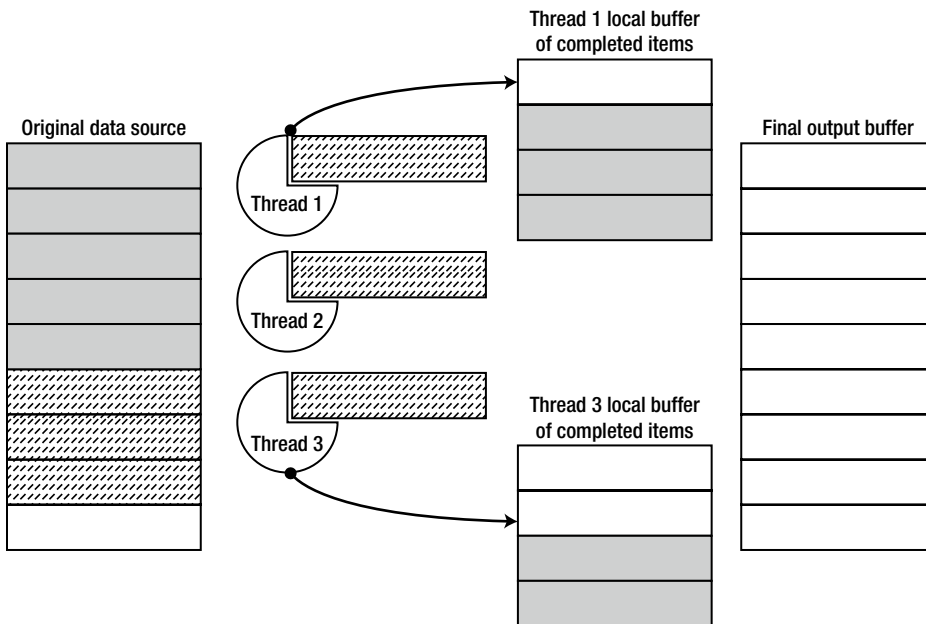 Thread 1 local buffer
of completed items
Original data source
Final output buffer
Thread 1
Thread 2
Thread 3
Thread 3 local buffer
of completed items